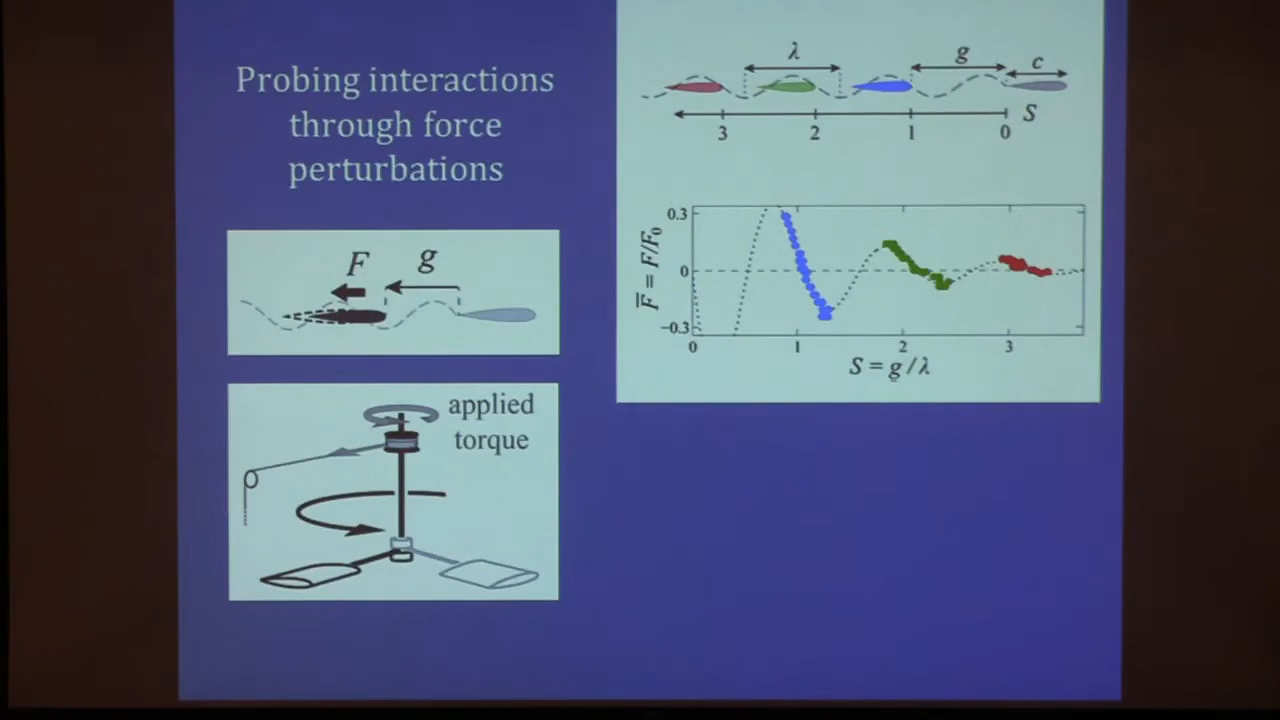 Probing interactions
through force
perturbations
F g
applied
torque
λ g c
S
3 2 1 0
0.3
0
−0.3
F̅ = F/F₀
0 1 2 3
S = g/λ